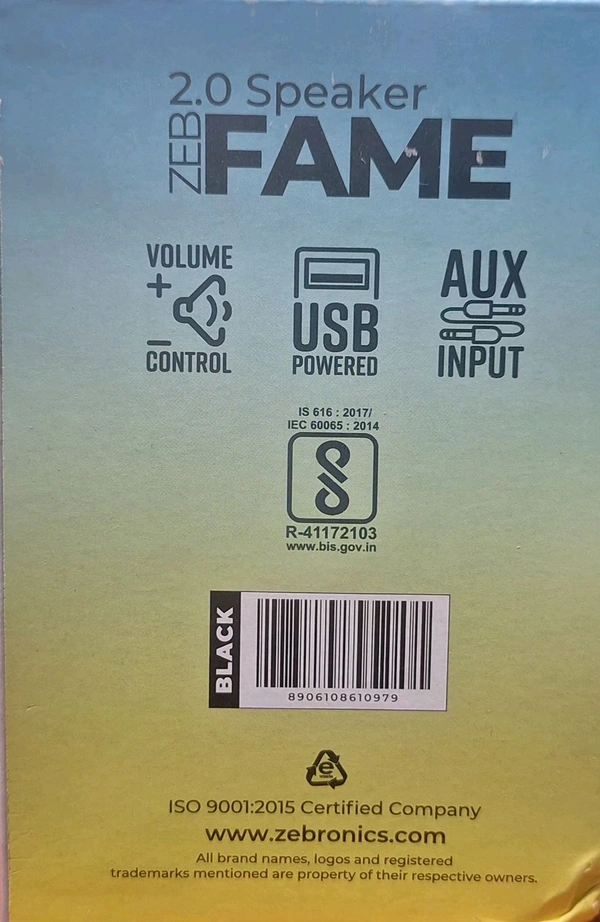 2.0 Speaker
ZEB FAME
VOLUME
+
-
CONTROL
USB
POWERED
AUX
INPUT
IS 616 : 2017/
IEC 60065 : 2014
R-41172103
www.bis.gov.in
BLACK
8906108610979
e
ISO 9001:2015 Certified Company
www.zebronics.com
All brand names, logos and registered
trademarks mentioned are property of their respective owners.